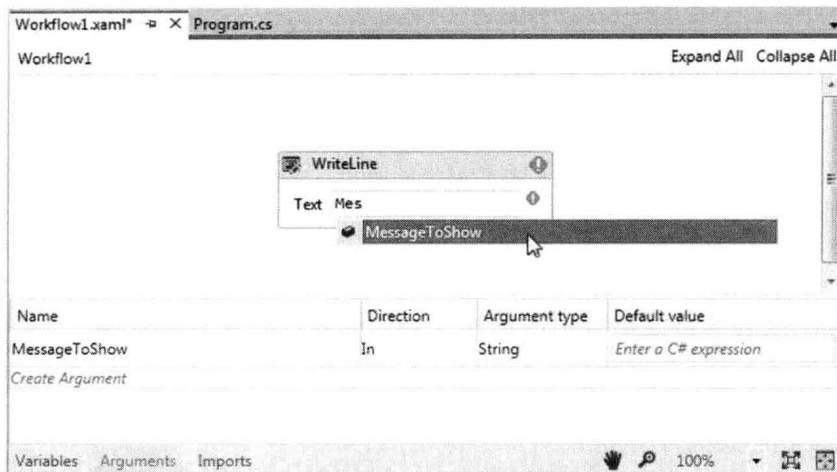 Workflow1.xaml* Program.cs
Workflow1 Expand All Collapse All
WriteLine
Text Mes
MessageToShow
Name Direction Argument type Default value
MessageToShow In String Enter a C# expression
Create Argument
Variables Arguments Imports 100%